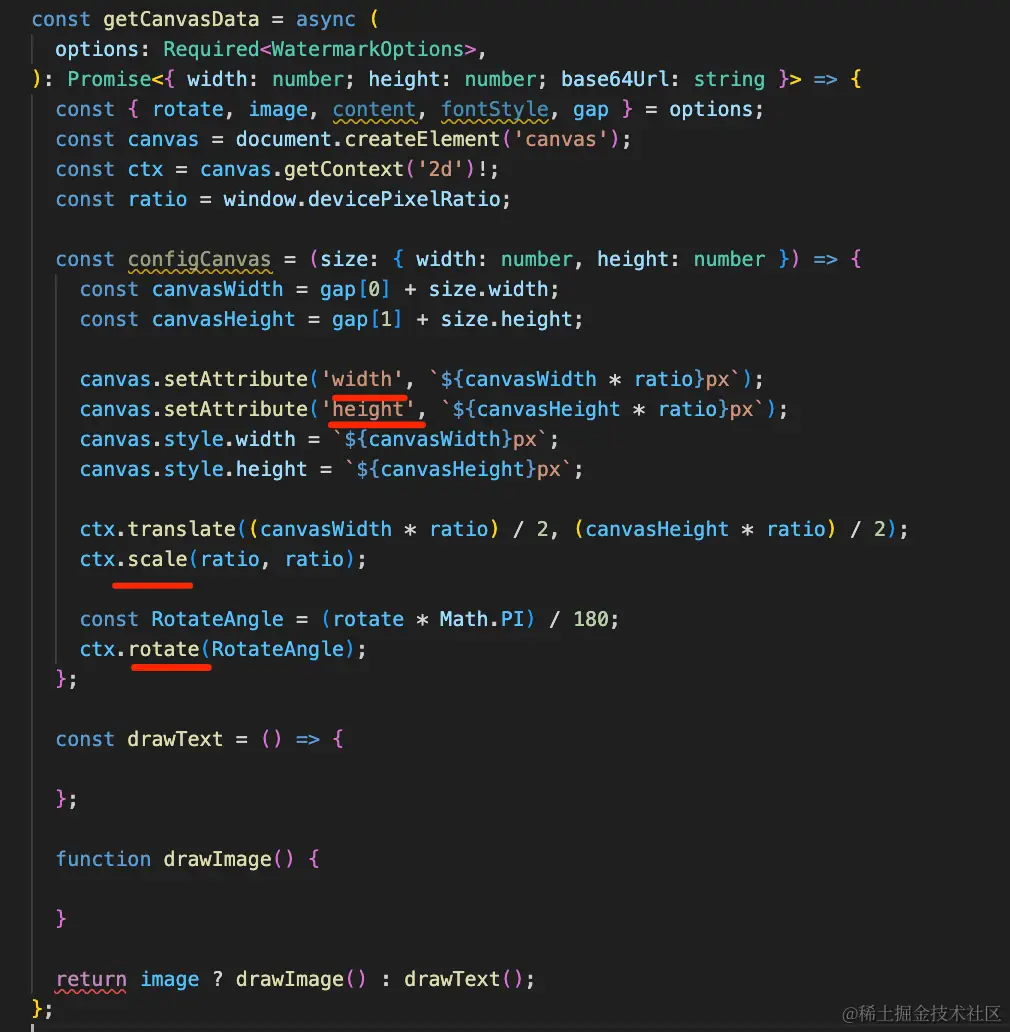 const getCanvasData = async (
options: Required<WatermarkOptions>,
): Promise<{ width: number; height: number; base64Url: string }> => {
const { rotate, image, content, fontStyle, gap } = options;
const canvas = document.createElement('canvas');
const ctx = canvas.getContext('2d')!;
const ratio = window.devicePixelRatio;
const configCanvas = (size: { width: number, height: number }) => {
const canvasWidth = gap[0] + size.width;
const canvasHeight = gap[1] + size.height;
canvas.setAttribute('width', `${canvasWidth * ratio}px`);
canvas.setAttribute('height', `${canvasHeight * ratio}px`);
canvas.style.width = `${canvasWidth}px`;
canvas.style.height = `${canvasHeight}px`;
ctx.translate((canvasWidth * ratio) / 2, (canvasHeight * ratio) / 2);
ctx.scale(ratio, ratio);
const RotateAngle = (rotate * Math.PI) / 180;
ctx.rotate(RotateAngle);
};
const drawText = () => {
};
function drawImage() {
}
return image ? drawImage() : drawText();
};
@稀土掘金技术社区